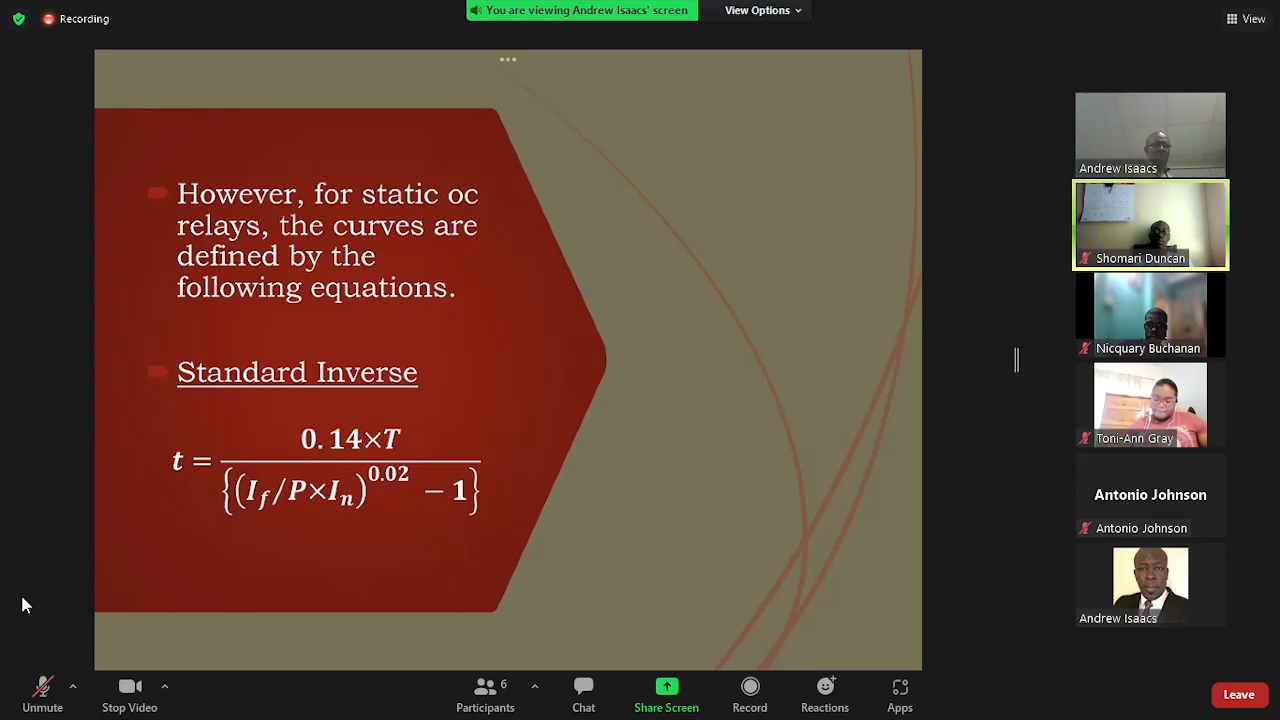 Recording
You are viewing Andrew Isaacs' screen
View Options
View
However, for static oc
relays, the curves are
defined by the
following equations.
Standard Inverse
t = 0.14×T / {(I_f/P×I_n)^0.02 − 1}
Andrew Isaacs
Shomari Duncan
Nicquary Buchanan
Toni-Ann Gray
Antonio Johnson
Antonio Johnson
Andrew Isaacs
Unmute
Stop Video
6
Participants
Chat
Share Screen
Record
Reactions
Apps
Leave